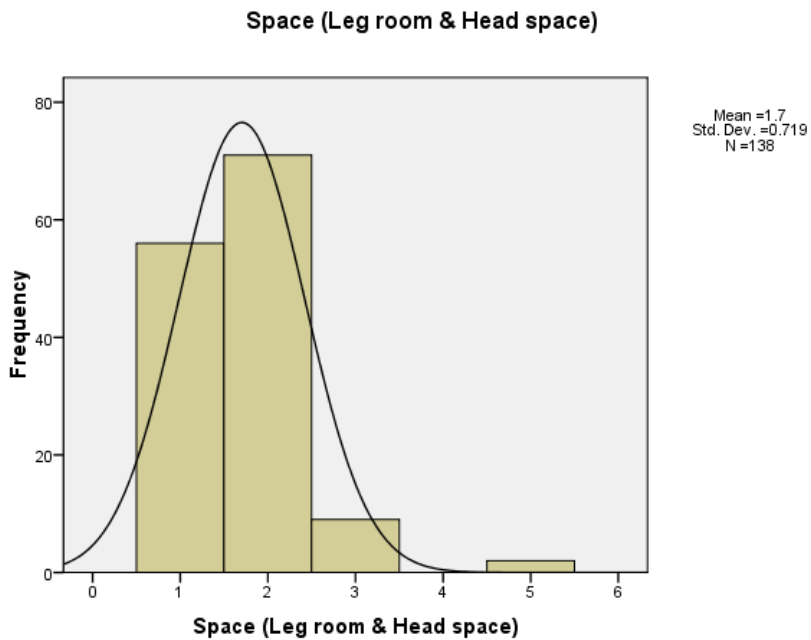 Space (Leg room & Head space)
Mean =1.7
Std. Dev. =0.719
N =138
Frequency
80
60
40
20
0
0 1 2 3 4 5 6
Space (Leg room & Head space)